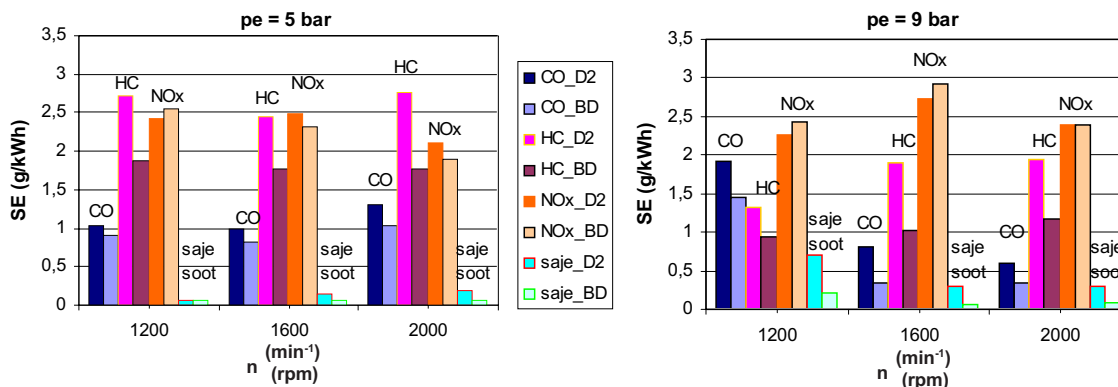 pe = 5 bar
SE (g/kWh)
3,5
3
2,5
2
1,5
1
0,5
0
HC
NOx
HC
NOx
HC
NOx
CO
CO
CO
saje
soot
saje
soot
saje
soot
1200
1600
2000
n (min⁻¹)
(rpm)
CO_D2
CO_BD
HC_D2
HC_BD
NOx_D2
NOx_BD
saje_D2
saje_BD
pe = 9 bar
SE (g/kWh)
3,5
3
2,5
2
1,5
1
0,5
0
NOx
NOx
NOx
CO
HC
HC
HC
saje
soot
CO
saje
soot
CO
saje
soot
1200
1600
2000
n (min⁻¹)
(rpm)